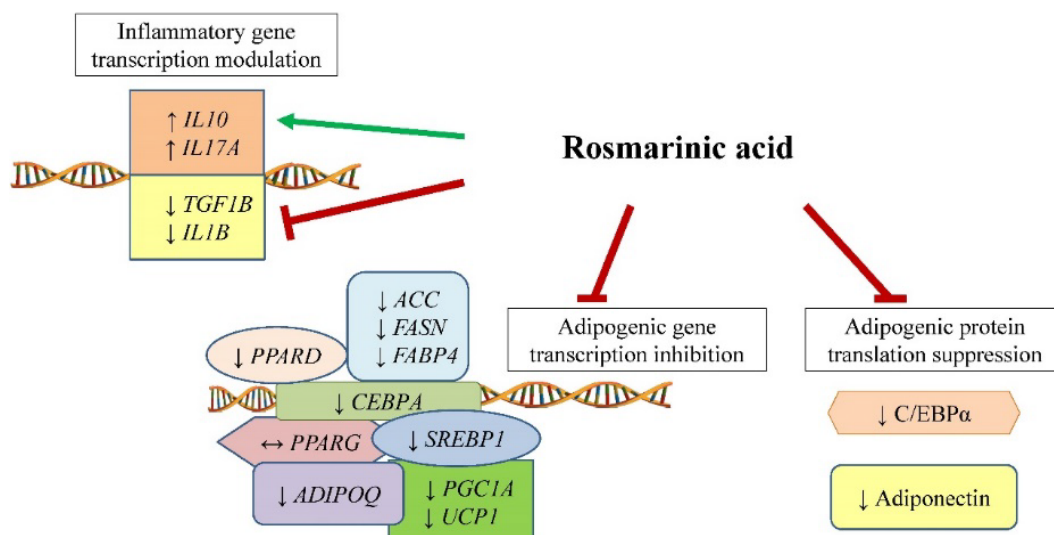 Inflammatory gene
transcription modulation
↑ IL10
↑ IL17A
↓ TGF1B
↓ IL1B
Rosmarinic acid
↓ ACC
↓ FASN
↓ FABP4
↓ PPARD
↓ CEBPA
↔ PPARG
↓ SREBP1
↓ ADIPOQ
↓ PGC1A
↓ UCP1
Adipogenic gene
transcription inhibition
Adipogenic protein
translation suppression
↓ C/EBPα
↓ Adiponectin